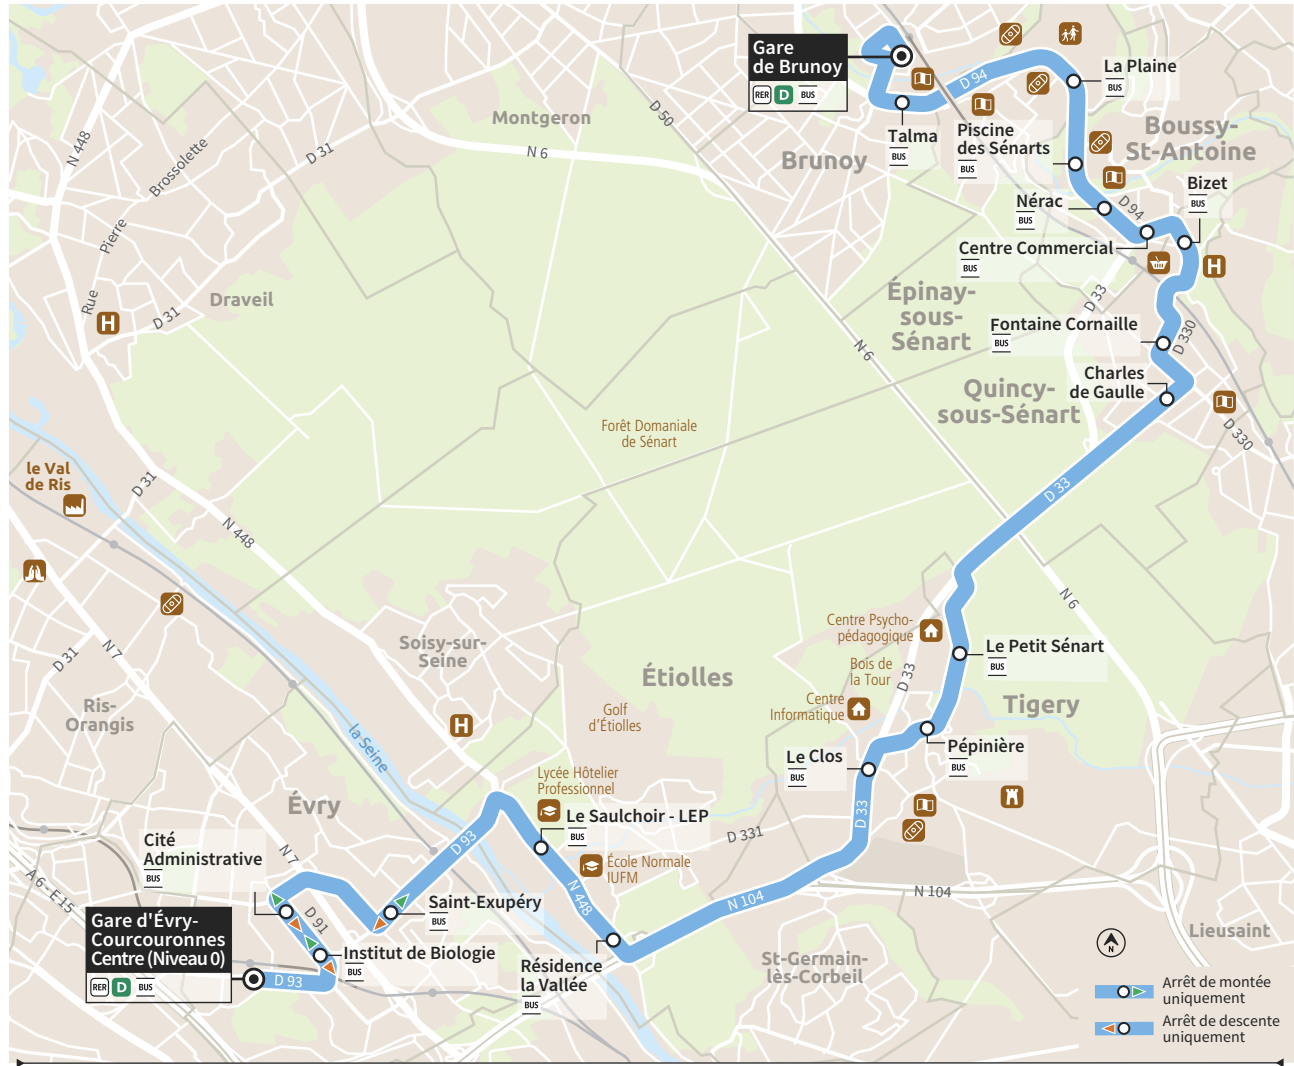 Gare
de Brunoy
RER D BUS
D 94
La Plaine
BUS
Talma
BUS
Piscine
des Sénarts
BUS
Boussy-
St-Antoine
Brunoy
Bizet
BUS
Nérac
BUS
D 94
Centre Commercial
BUS
H
Épinay-
sous-
Sénart
D 33
Fontaine Cornaille
BUS
D 330
Charles
de Gaulle
Quincy-
sous-Sénart
D 330
D 33
Montgeron
D 50
N 6
N 448
Brossolette
D 31
Pierre
Rue
Draveil
D 31
H
N 6
Forêt Domaniale
de Sénart
le Val
de Ris
D 31
N 448
N 6
Centre Psycho-
pédagogique
Le Petit Sénart
BUS
Bois de
la Tour
D 33
Centre
Informatique
Tigery
Soisy-sur-
Seine
Étiolles
N 7
D 31
Ris-
Orangis
Golf
d'Étiolles
H
la Seine
Pépinière
BUS
Le Clos
BUS
Lycée Hôtelier
Professionnel
Évry
Le Saulchoir - LEP
BUS
D 33
D 331
Cité
Administrative
BUS
N 7
D 93
École Normale
IUFM
A 6 - E 15
N 448
N 104
N 104
Saint-Exupéry
BUS
D 91
Gare d'Évry-
Courcouronnes
Centre (Niveau 0)
RER D BUS
D 93
Institut de Biologie
BUS
Résidence
la Vallée
BUS
St-Germain-
lès-Corbeil
Lieusaint
N
Arrêt de montée
uniquement
Arrêt de descente
uniquement